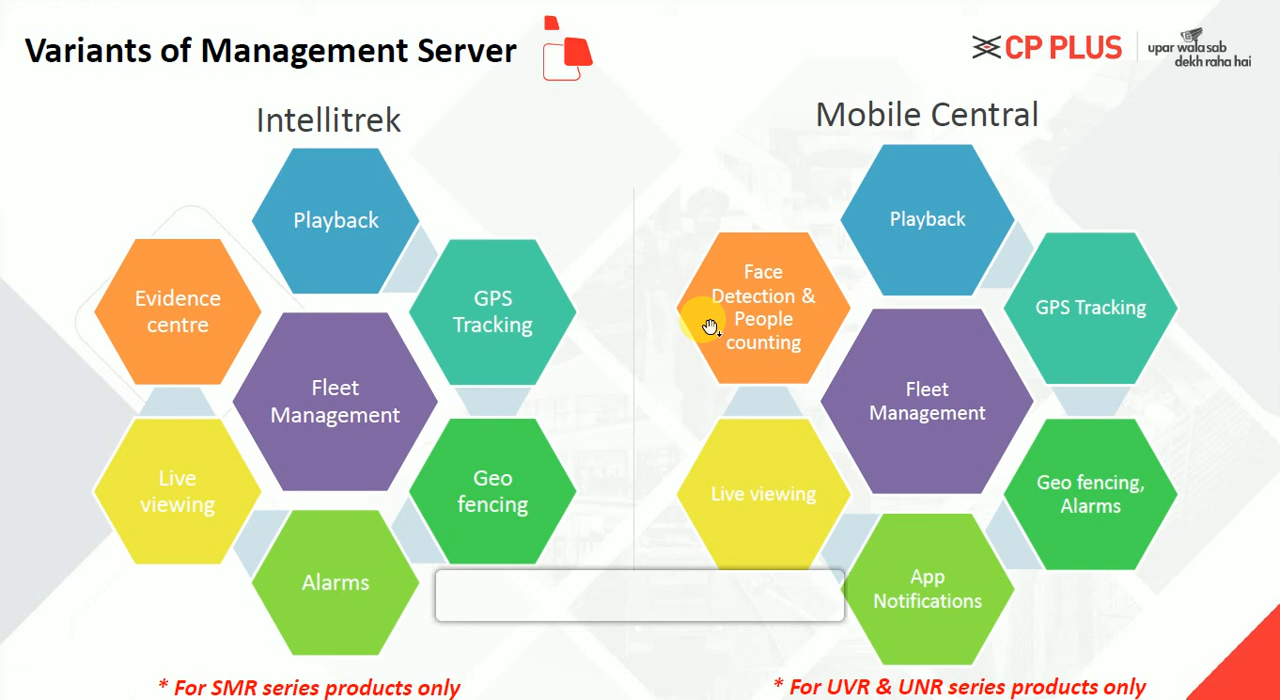 Variants of Management Server
CP PLUS
upar wala sab
dekh raha hai
Intellitrek
Playback
Evidence
centre
GPS
Tracking
Fleet
Management
Live
viewing
Geo
fencing
Alarms
* For SMR series products only
Mobile Central
Playback
Face
Detection &
People
counting
GPS Tracking
Fleet
Management
Live viewing
Geo fencing,
Alarms
App
Notifications
* For UVR & UNR series products only